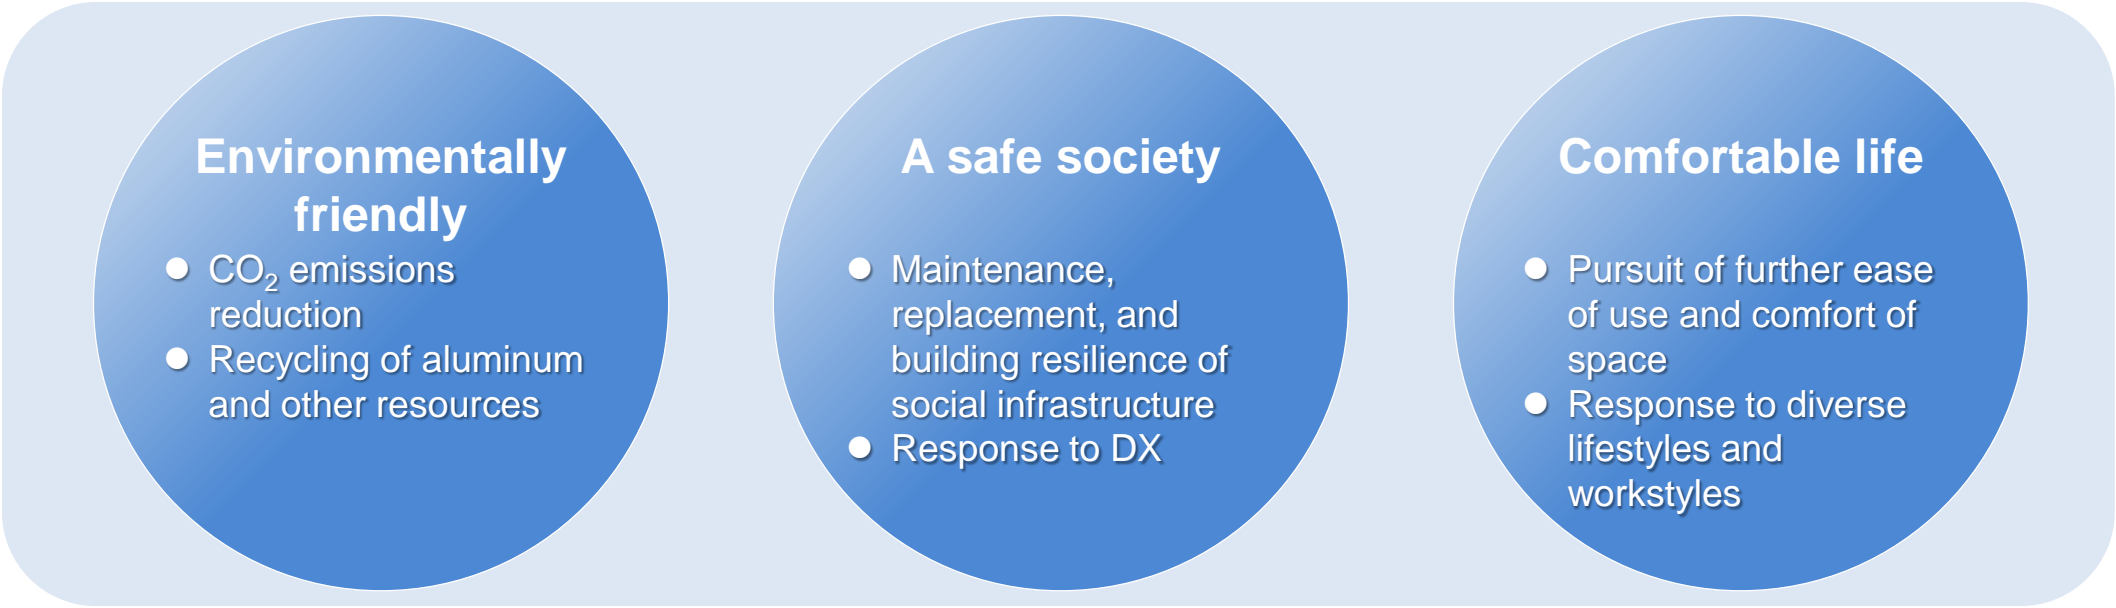 Environmentally
friendly
● CO₂ emissions
reduction
● Recycling of aluminum
and other resources
A safe society
● Maintenance,
replacement, and
building resilience of
social infrastructure
● Response to DX
Comfortable life
● Pursuit of further ease
of use and comfort of
space
● Response to diverse
lifestyles and
workstyles